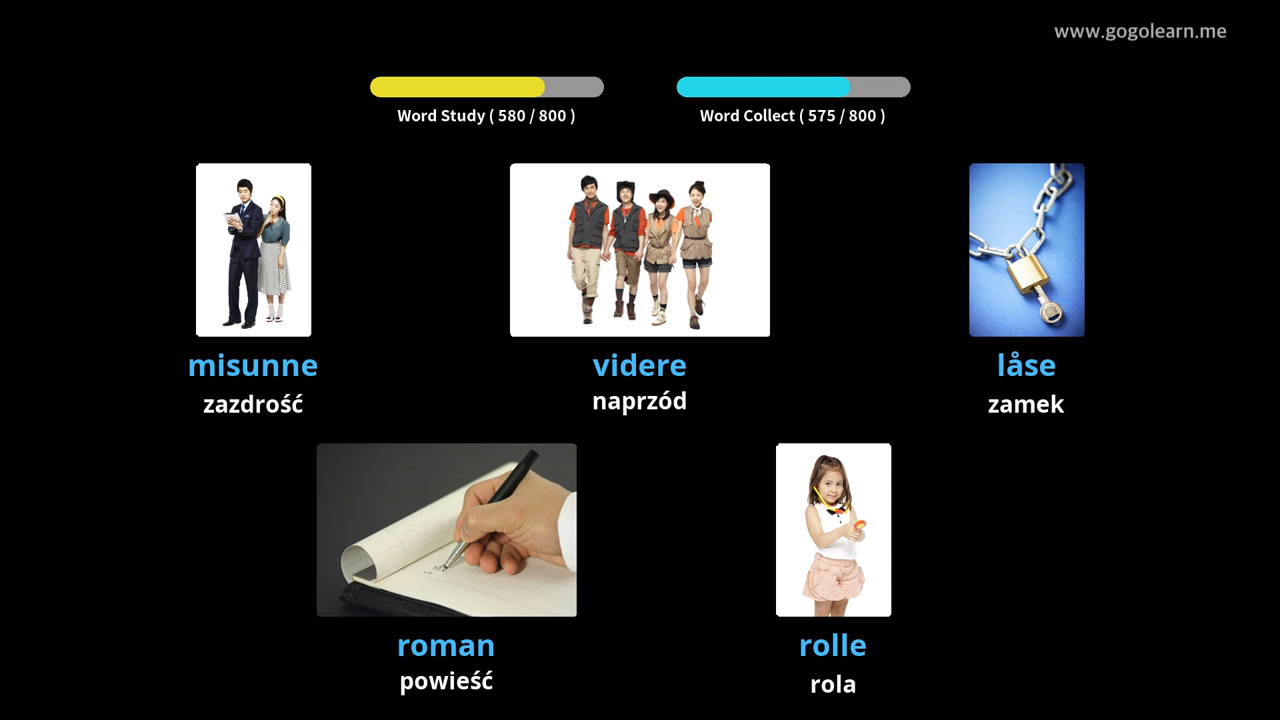 www.gogolearn.me
Word Study ( 580 / 800 )
Word Collect ( 575 / 800 )
misunne
zazdrość
videre
naprzód
låse
zamek
roman
powieść
rolle
rola